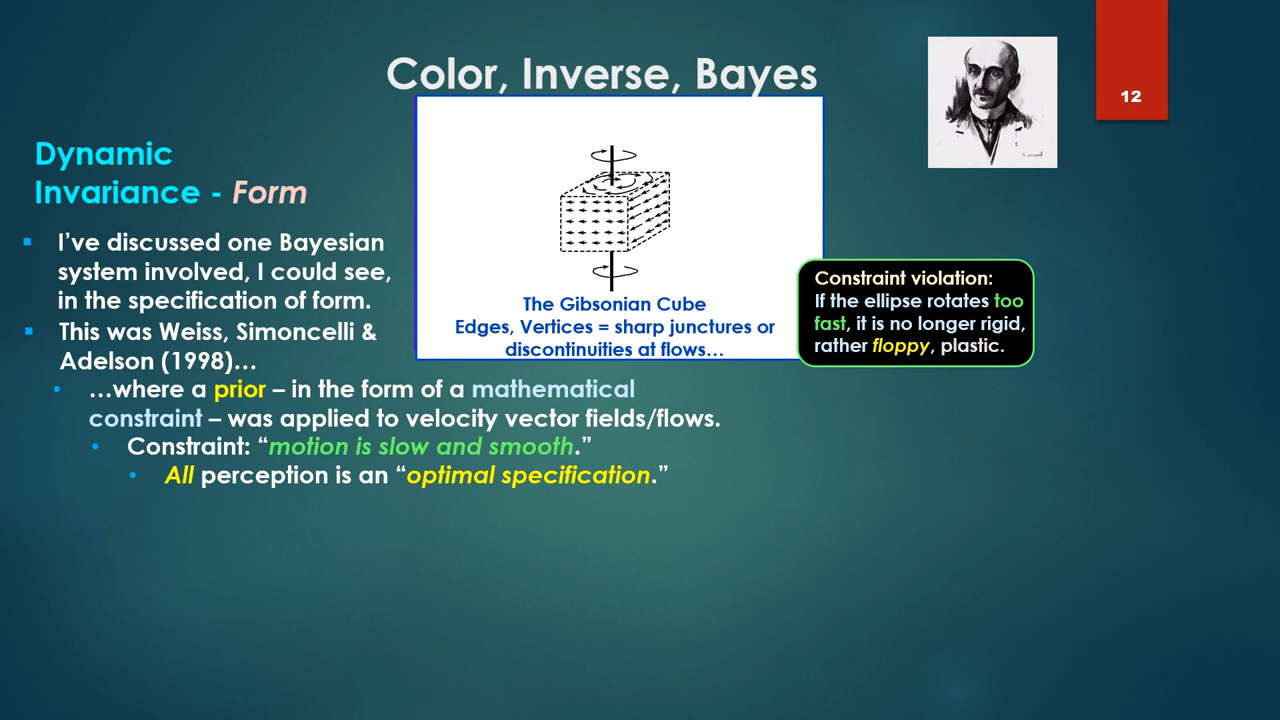 Color, Inverse, Bayes
12
Dynamic
Invariance - Form
I’ve discussed one Bayesian
system involved, I could see,
in the specification of form.
This was Weiss, Simoncelli &
Adelson (1998)…
…where a prior – in the form of a mathematical
constraint – was applied to velocity vector fields/flows.
Constraint: “motion is slow and smooth.”
All perception is an “optimal specification.”
The Gibsonian Cube
Edges, Vertices = sharp junctures or
discontinuities at flows…
Constraint violation:
If the ellipse rotates too
fast, it is no longer rigid,
rather floppy, plastic.